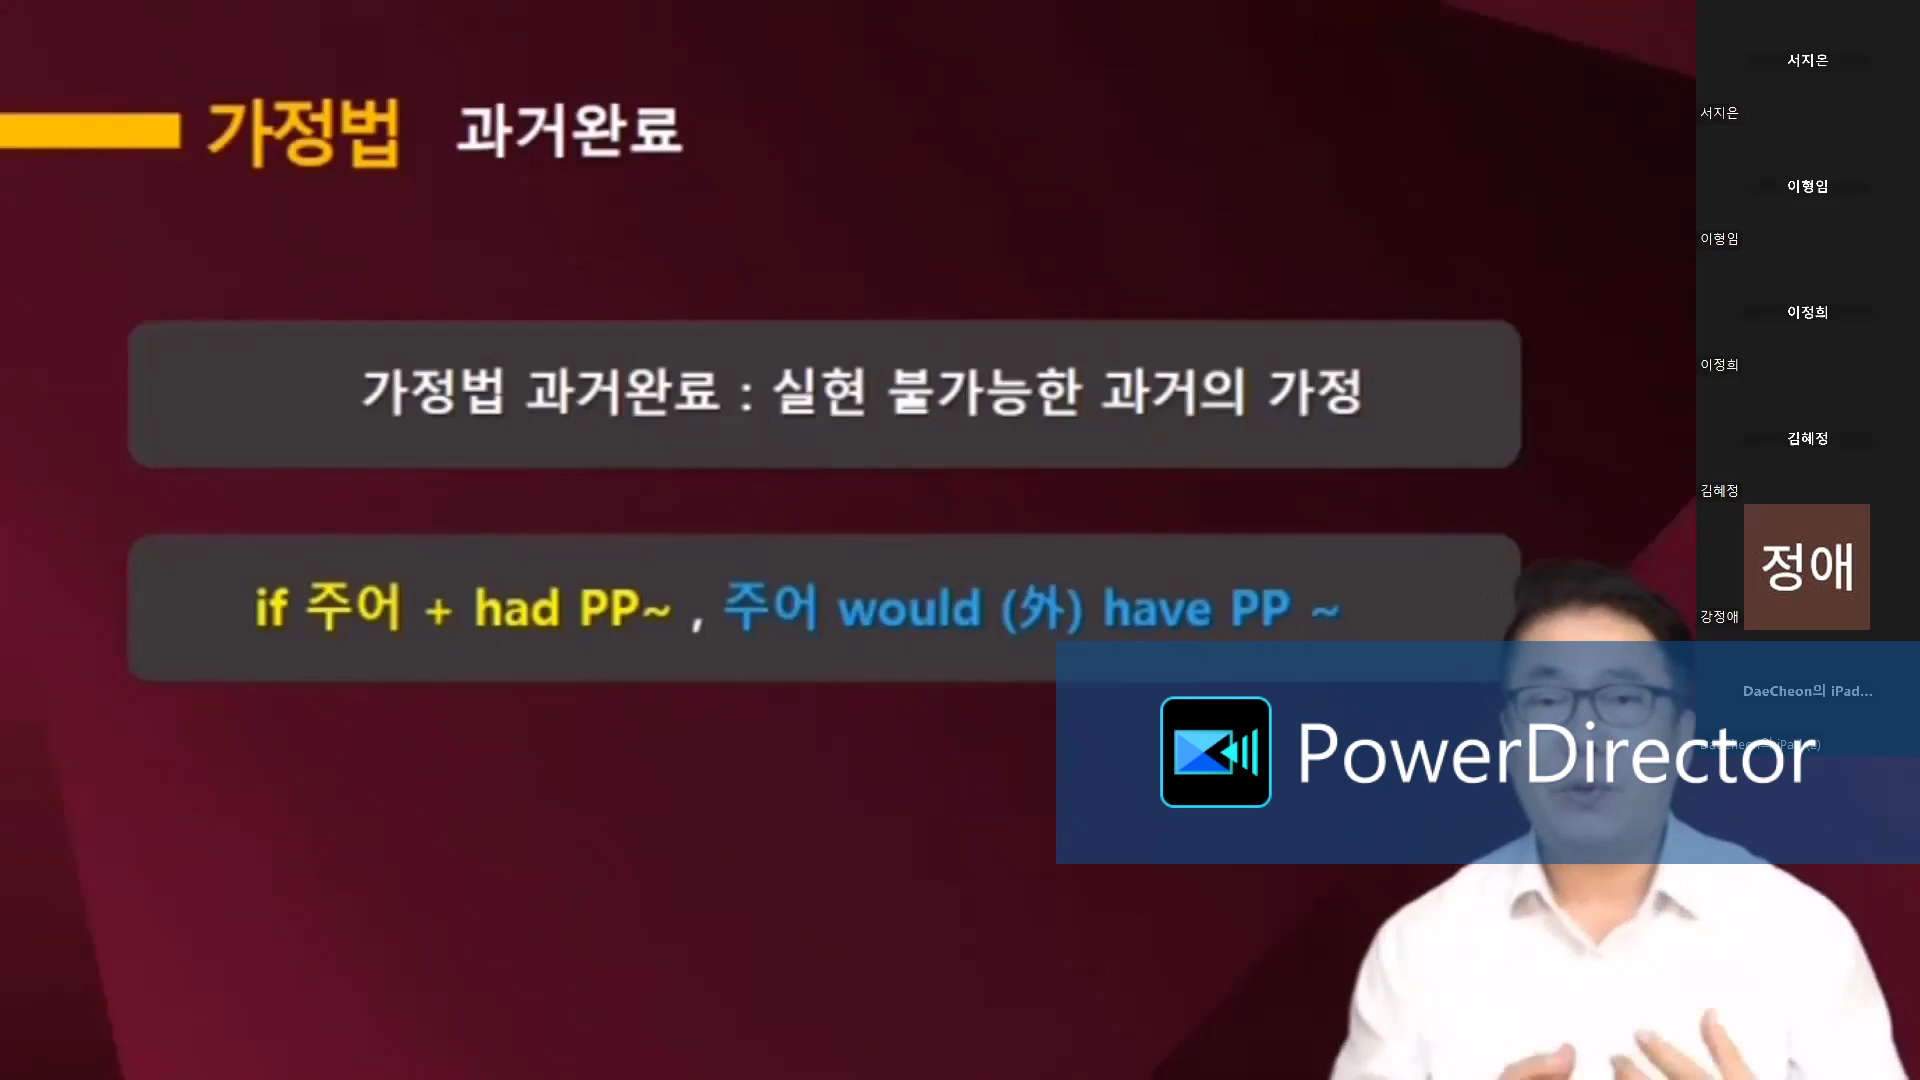 가정법 과거완료
가정법 과거완료 : 실현 불가능한 과거의 가정
if 주어 + had PP~ , 주어 would (外) have PP ~
PowerDirector
서지은
서지은
이형임
이형임
이정희
이정희
김혜정
김혜정
정애
강정애
DaeCheon의 iPad...